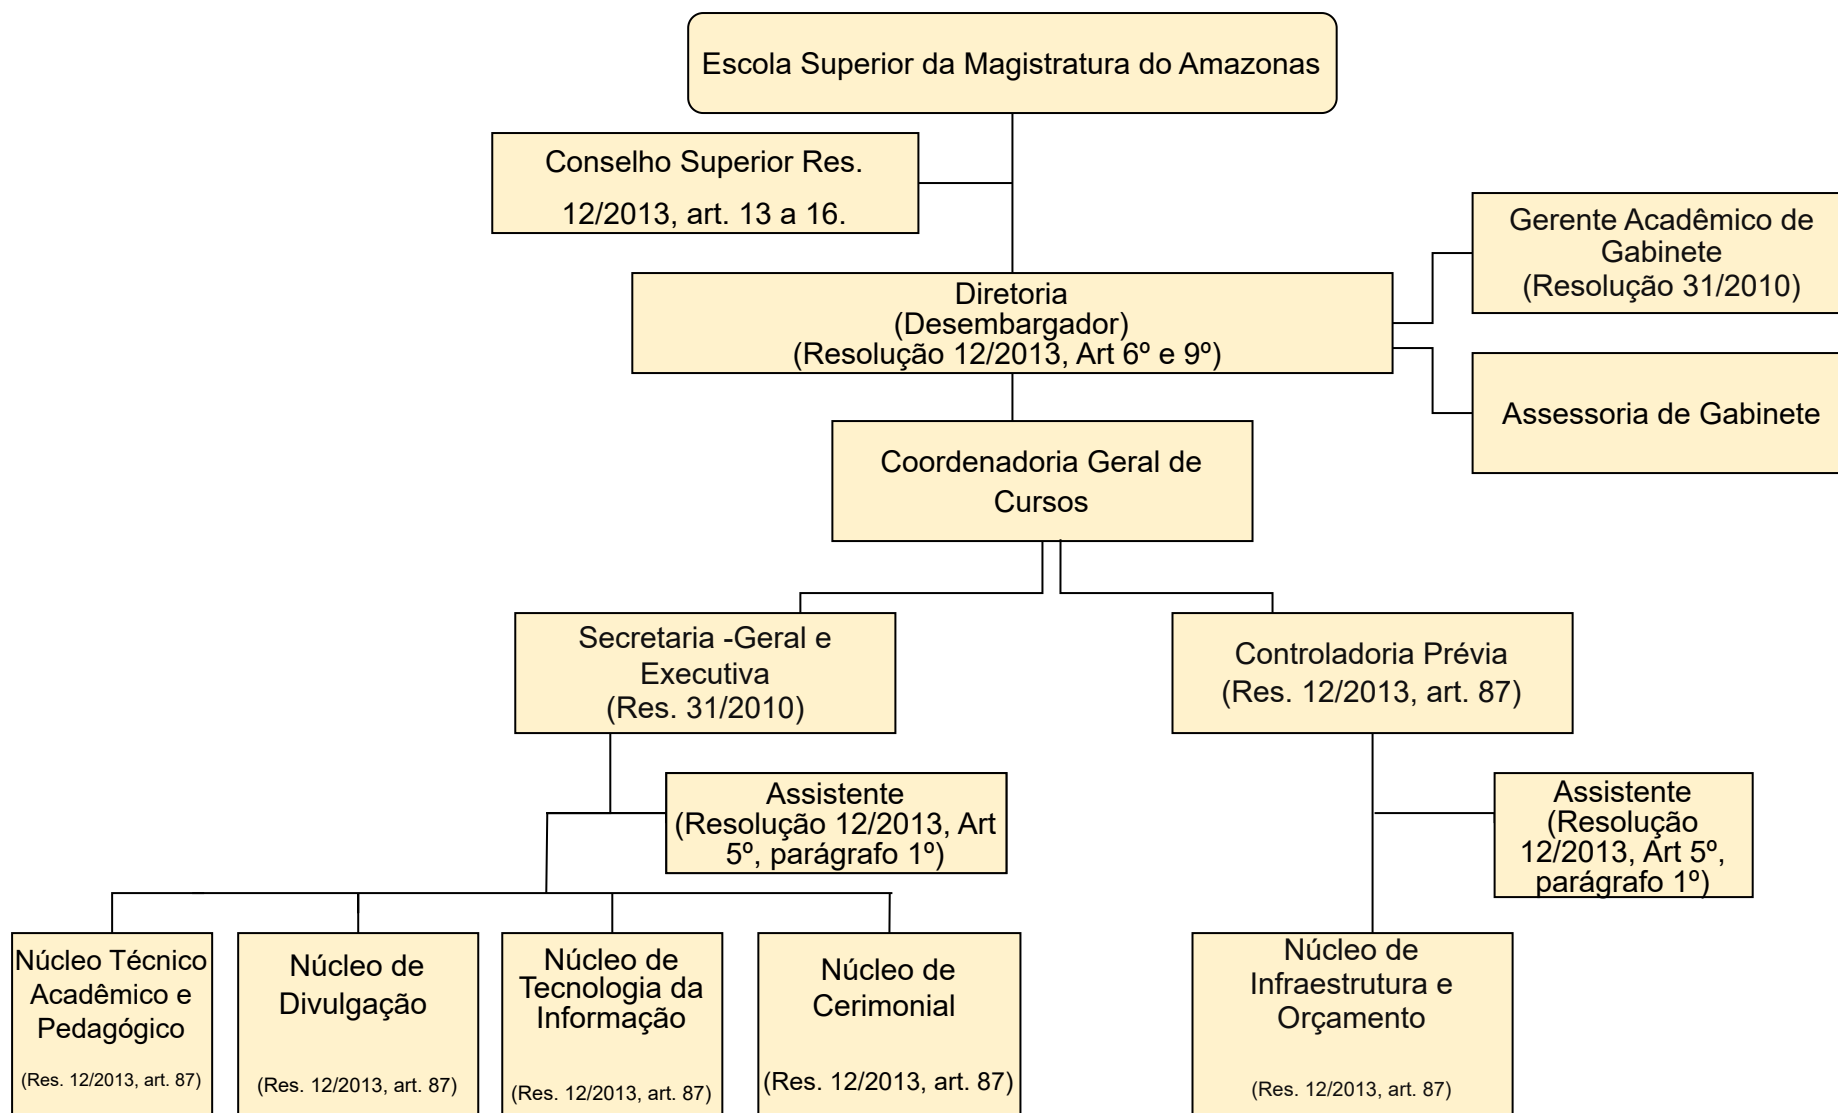 Escola Superior da Magistratura do Amazonas
Conselho Superior Res.
12/2013, art. 13 a 16.
Gerente Acadêmico de
Gabinete
(Resolução 31/2010)
Diretoria
(Desembargador)
(Resolução 12/2013, Art 6º e 9º)
Assessoria de Gabinete
Coordenadoria Geral de
Cursos
Secretaria -Geral e
Executiva
(Res. 31/2010)
Controladoria Prévia
(Res. 12/2013, art. 87)
Assistente
(Resolução 12/2013, Art
5º, parágrafo 1º)
Assistente
(Resolução
12/2013, Art 5º,
parágrafo 1º)
Núcleo Técnico
Acadêmico e
Pedagógico
(Res. 12/2013, art. 87)
Núcleo de
Divulgação
(Res. 12/2013, art. 87)
Núcleo de
Tecnologia da
Informação
(Res. 12/2013, art. 87)
Núcleo de
Cerimonial
(Res. 12/2013, art. 87)
Núcleo de
Infraestrutura e
Orçamento
(Res. 12/2013, art. 87)